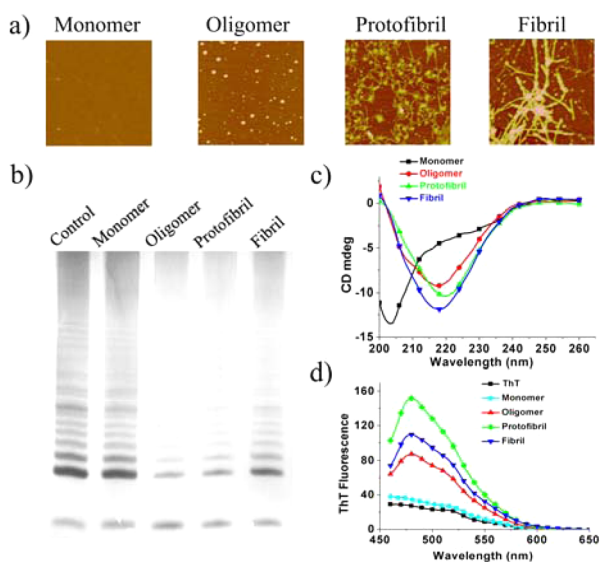 a) Monomer Oligomer Protofibril Fibril
b)
Control Monomer Oligomer Protofibril Fibril
c)
Monomer
Oligomer
Protofibril
Fibril
0
-5
-10
-15
CD mdeg
200 210 220 230 240 250 260
Wavelength (nm)
d)
ThT
Monomer
Oligomer
Protofibril
Fibril
160
120
80
40
0
ThT Fluorescence
450 500 550 600 650
Wavelength (nm)